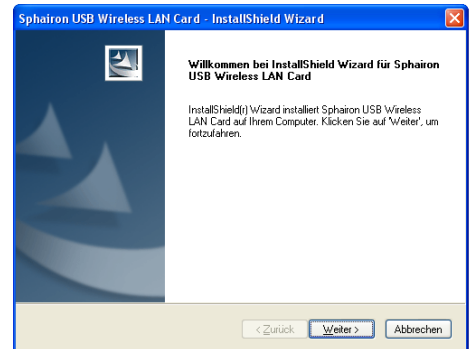 Sphairon USB Wireless LAN Card - InstallShield Wizard
Willkommen bei InstallShield Wizard für Sphairon
USB Wireless LAN Card
InstallShield(r) Wizard installiert Sphairon USB Wireless
LAN Card auf Ihrem Computer. Klicken Sie auf 'Weiter', um
fortzufahren.
< Zurück Weiter > Abbrechen